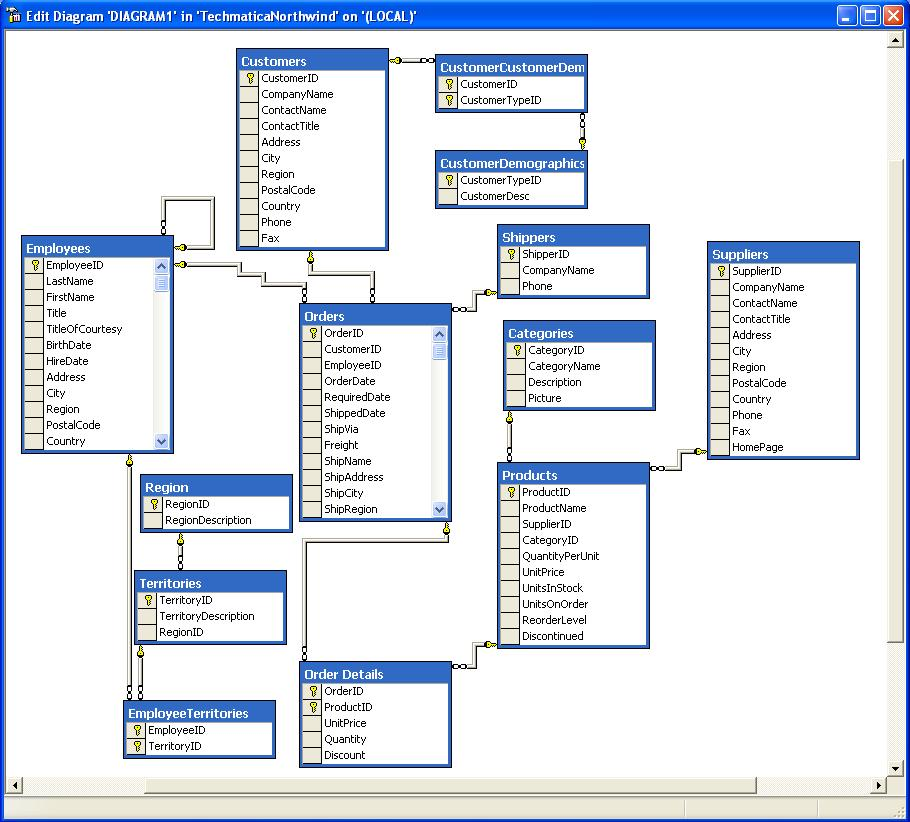 Edit Diagram 'DIAGRAM1' in 'TechmaticaNorthwind' on '(LOCAL)'
Customers
CustomerID
CompanyName
ContactName
ContactTitle
Address
City
Region
PostalCode
Country
Phone
Fax
CustomerCustomerDem
CustomerID
CustomerTypeID
CustomerDemographics
CustomerTypeID
CustomerDesc
Employees
EmployeeID
LastName
FirstName
Title
TitleOfCourtesy
BirthDate
HireDate
Address
City
Region
PostalCode
Country
Shippers
ShipperID
CompanyName
Phone
Suppliers
SupplierID
CompanyName
ContactName
ContactTitle
Address
City
Region
PostalCode
Country
Phone
Fax
HomePage
Orders
OrderID
CustomerID
EmployeeID
OrderDate
RequiredDate
ShippedDate
ShipVia
Freight
ShipName
ShipAddress
ShipCity
ShipRegion
Categories
CategoryID
CategoryName
Description
Picture
Region
RegionID
RegionDescription
Products
ProductID
ProductName
SupplierID
CategoryID
QuantityPerUnit
UnitPrice
UnitsInStock
UnitsOnOrder
ReorderLevel
Discontinued
Territories
TerritoryID
TerritoryDescription
RegionID
Order Details
OrderID
ProductID
UnitPrice
Quantity
Discount
EmployeeTerritories
EmployeeID
TerritoryID